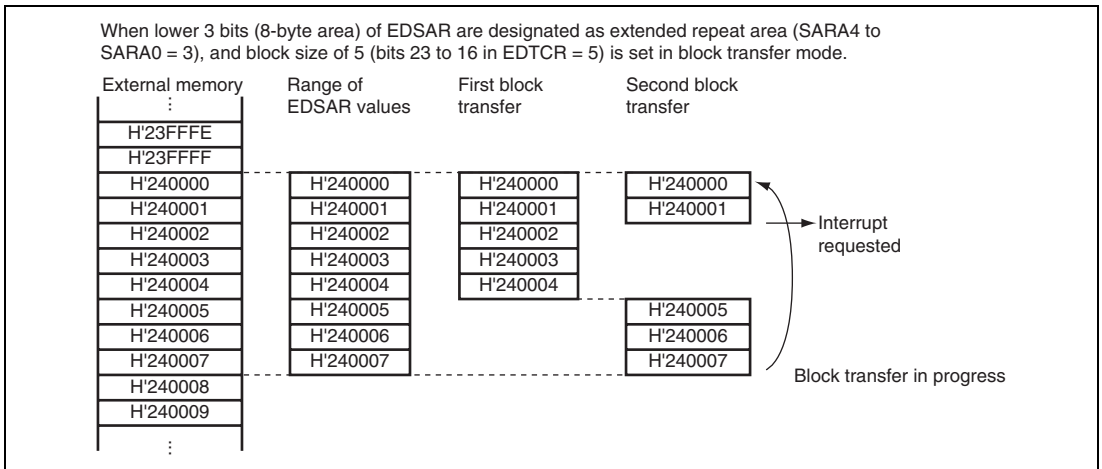 When lower 3 bits (8-byte area) of EDSAR are designated as extended repeat area (SARA4 to
SARA0 = 3), and block size of 5 (bits 23 to 16 in EDTCR = 5) is set in block transfer mode.
External memory
⋮
H'23FFFE
H'23FFFF
H'240000
H'240001
H'240002
H'240003
H'240004
H'240005
H'240006
H'240007
H'240008
H'240009
⋮
Range of
EDSAR values
H'240000
H'240001
H'240002
H'240003
H'240004
H'240005
H'240006
H'240007
First block
transfer
H'240000
H'240001
H'240002
H'240003
H'240004
Second block
transfer
H'240000
H'240001
H'240005
H'240006
H'240007
Interrupt
requested
Block transfer in progress